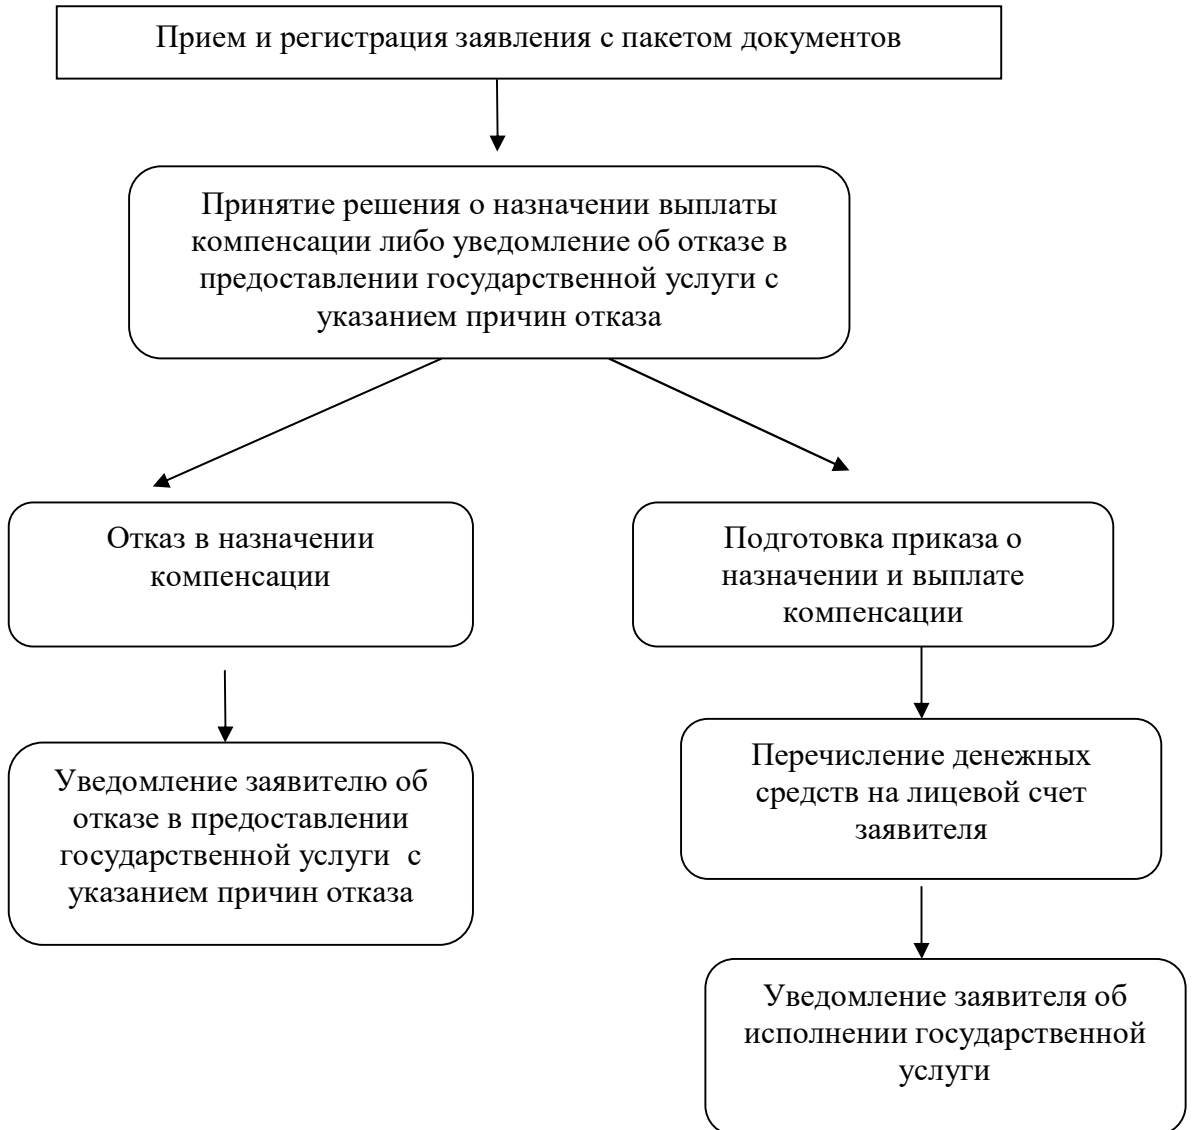 Прием и регистрация заявления с пакетом документов
Принятие решения о назначении выплаты
компенсации либо уведомление об отказе в
предоставлении государственной услуги с
указанием причин отказа
Отказ в назначении
компенсации
Подготовка приказа о
назначении и выплате
компенсации
Уведомление заявителю об
отказе в предоставлении
государственной услуги  с
указанием причин отказа
Перечисление денежных
средств на лицевой счет
заявителя
Уведомление заявителя об
исполнении государственной
услуги